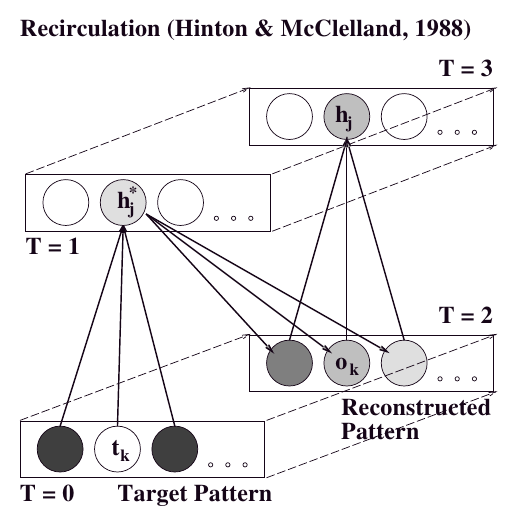 Recirculation (Hinton & McClelland, 1988)
T = 3
h_j
h_j^*
T = 1
T = 2
o_k
Reconstructed
Pattern
t_k
T = 0 Target Pattern